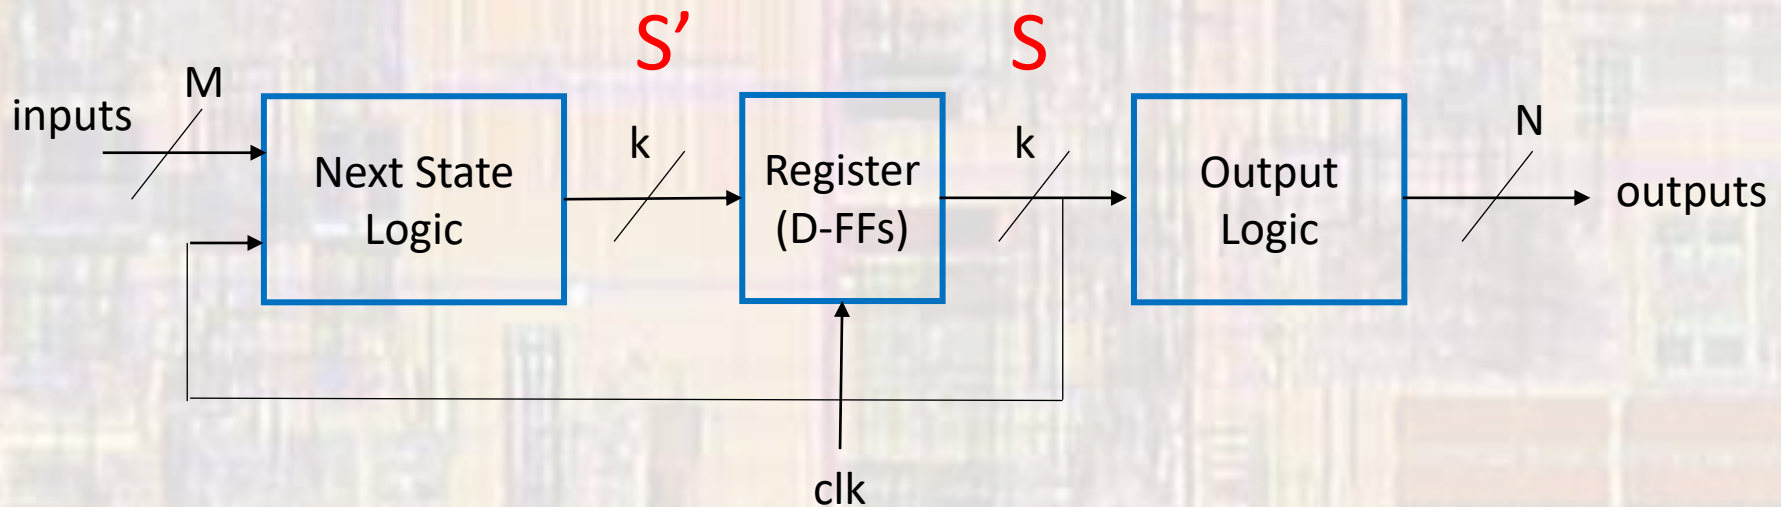 S’
S
inputs
M
Next State
Logic
k
Register
(D-FFs)
k
Output
Logic
N
outputs
clk